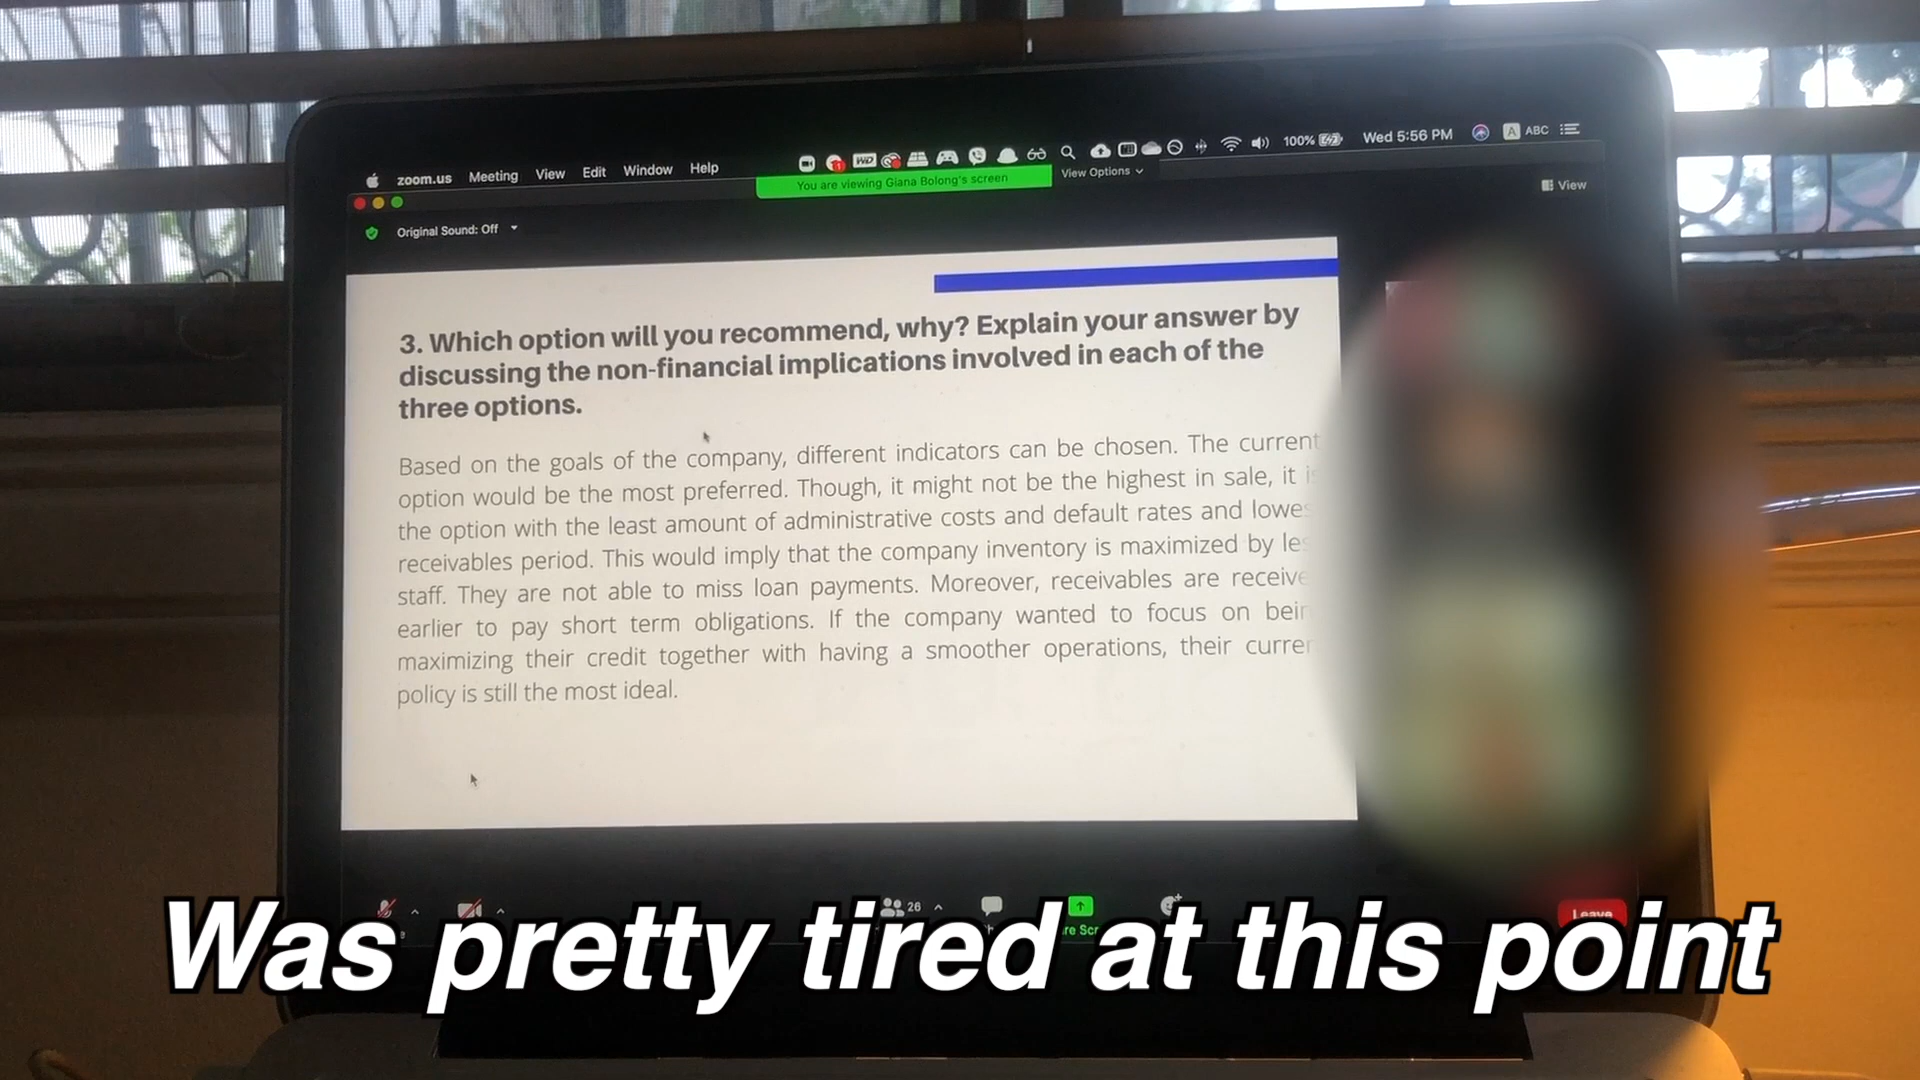 zoom.us Meeting View Edit Window Help 100% Wed 5:56 PM A ABC
You are viewing Giana Bolong's screen View Options
View
Original Sound: Off
3. Which option will you recommend, why? Explain your answer by
discussing the non-financial implications involved in each of the
three options.
Based on the goals of the company, different indicators can be chosen. The current
option would be the most preferred. Though, it might not be the highest in sale, it
the option with the least amount of administrative costs and default rates and
receivables period. This would imply that the company inventory is maximized by
staff. They are not able to miss loan payments. Moreover, receivables are
earlier to pay short term obligations. If the company wanted to focus on
maximizing their credit together with having a smoother operations, their
policy is still the most ideal.
26
Leave
Was pretty tired at this point